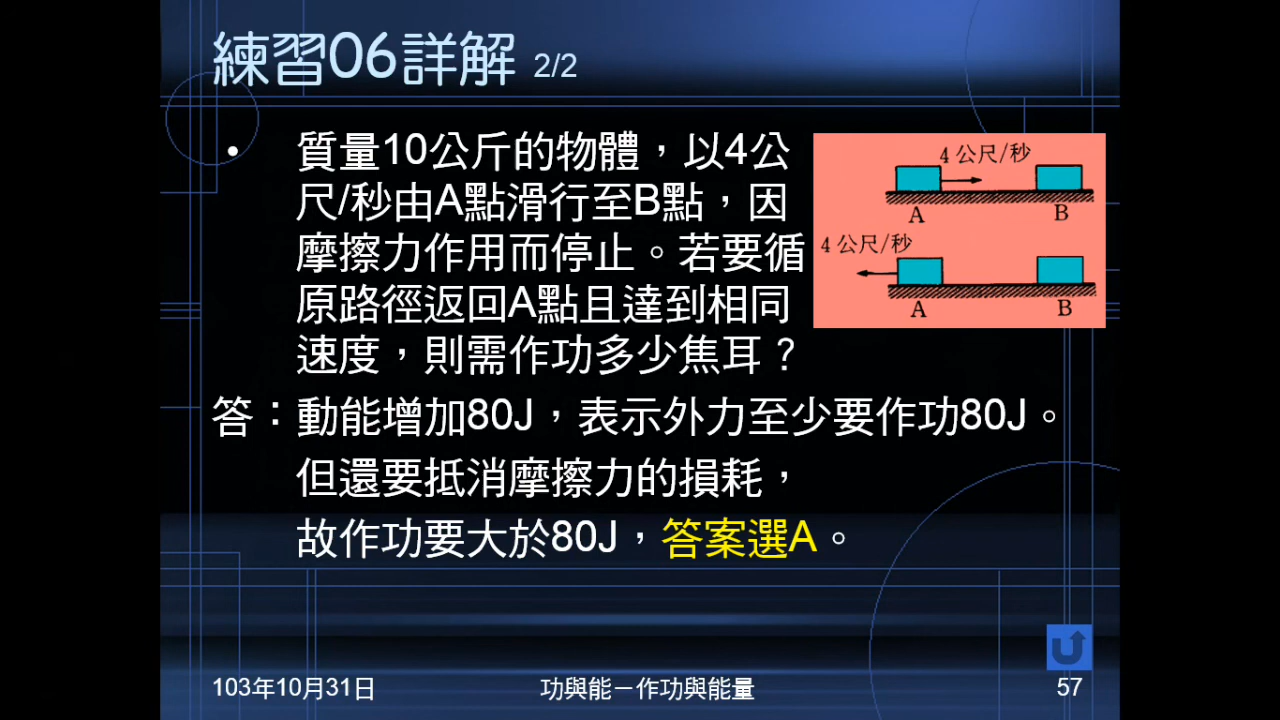 練習06詳解 2/2
• 質量10公斤的物體，以4公
尺/秒由A點滑行至B點，因
摩擦力作用而停止。若要循
原路徑返回A點且達到相同
速度，則需作功多少焦耳？
4 公尺/秒
A B
4 公尺/秒
A B
答：動能增加80J，表示外力至少要作功80J。
但還要抵消摩擦力的損耗，
故作功要大於80J，答案選A。
103年10月31日 功與能－作功與能量 57